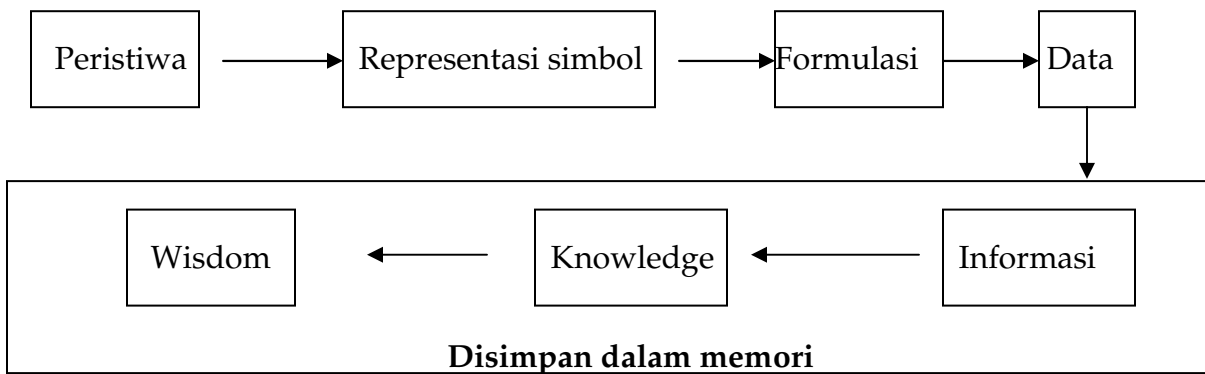 Peristiwa Representasi simbol Formulasi Data
Wisdom Knowledge Informasi
Disimpan dalam memori